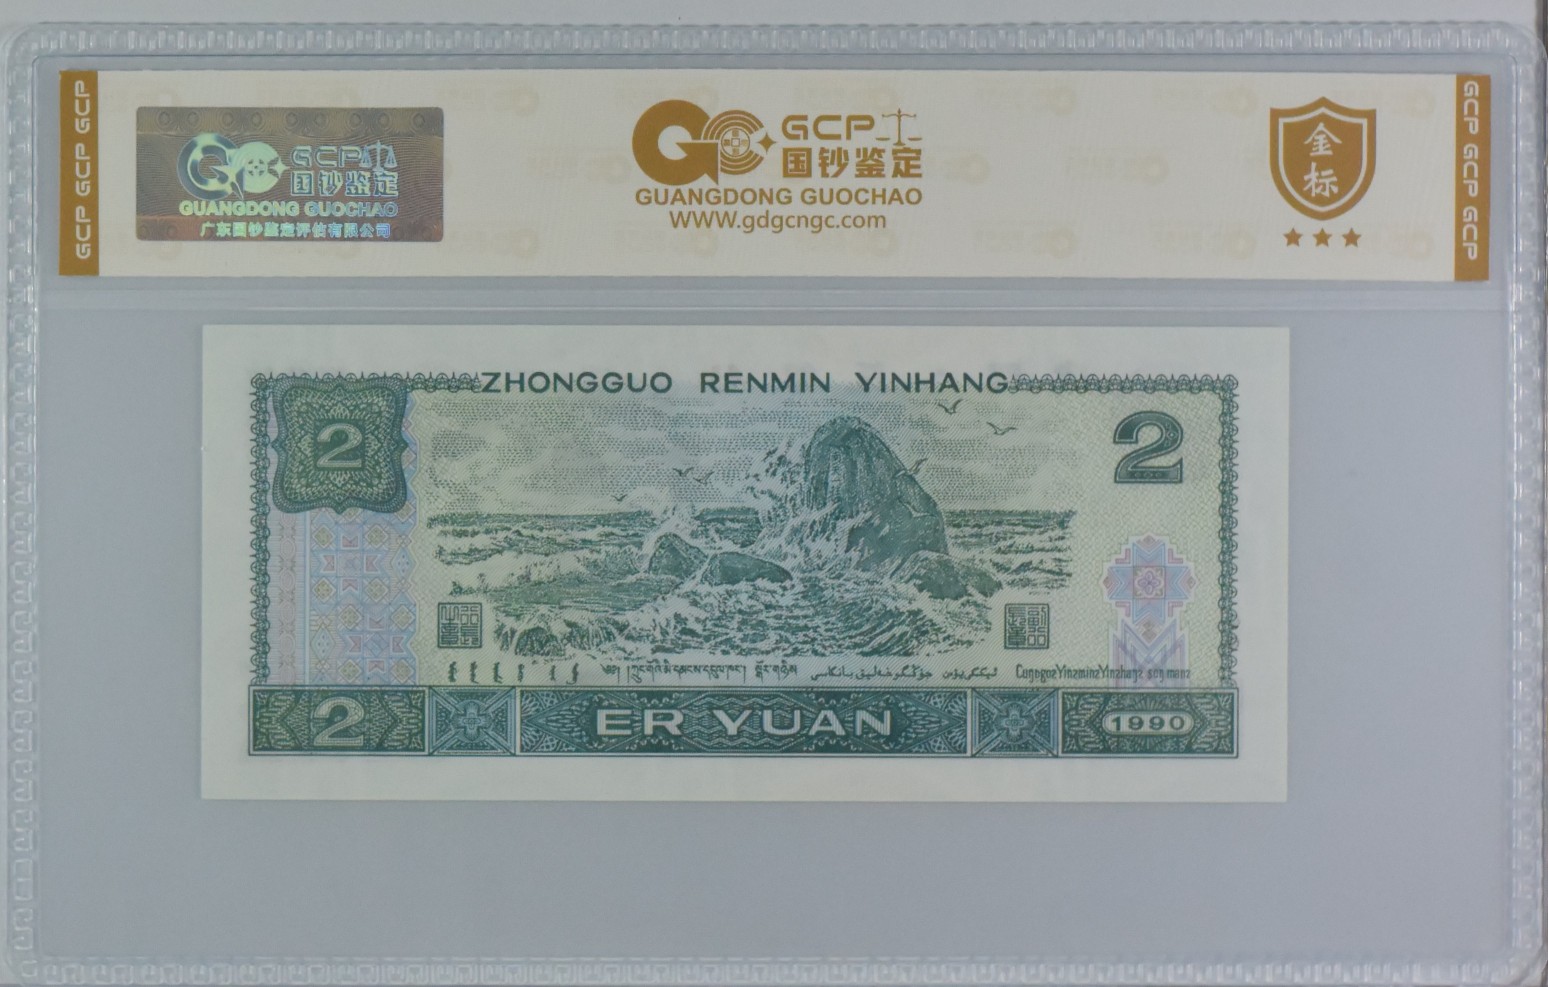 GCP GCP GCP
GCP
国钞鉴定
GUANGDONG GUOCHAO
广东国钞鉴定评估有限公司
GCP
国钞鉴定
GUANGDONG GUOCHAO
WWW.gdgcngc.com
金
标
GCP GCP GCP
ZHONGGUO RENMIN YINHANG
2
2
2
ER YUAN
1990